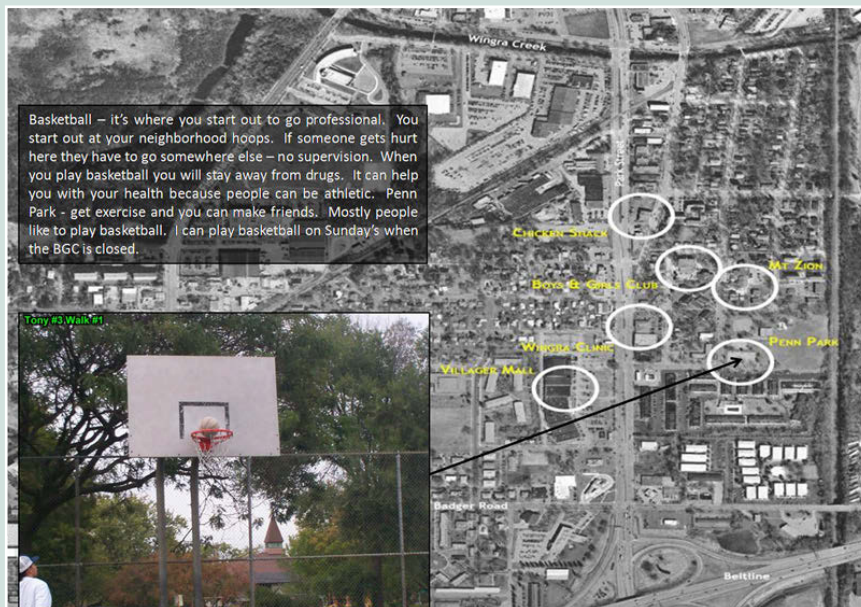 Wingra Creek
Basketball – it's where you start out to go professional. You
start out at your neighborhood hoops. If someone gets hurt
here they have to go somewhere else – no supervision. When
you play basketball you will stay away from drugs. It can help
you with your health because people can be athletic. Penn
Park - get exercise and you can make friends. Mostly people
like to play basketball. I can play basketball on Sunday's when
the BGC is closed.
Park Street
Chicken Shack
Mt Zion
Boys & Girls Club
Wingra Clinic
Penn Park
Villager Mall
Tony #3 Walk #1
Badger Road
Beltline